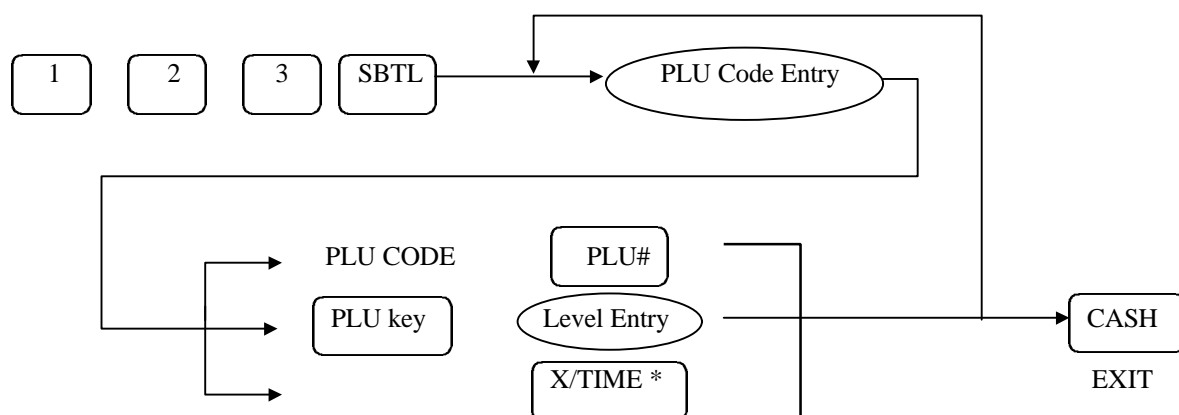 1 2 3 SBTL PLU Code Entry
PLU CODE PLU#
PLU key Level Entry CASH
X/TIME * EXIT